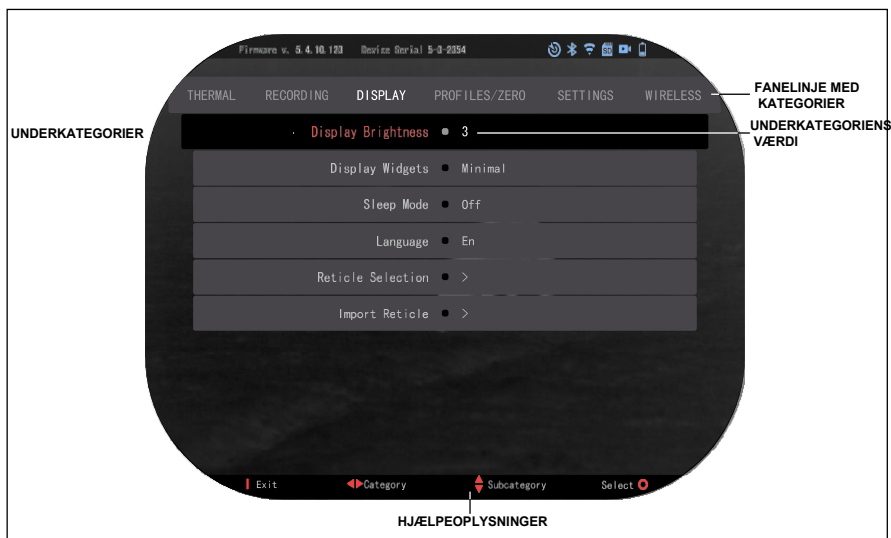 Firmware v. 5.4.10.123 Device Serial 5-0-2354
THERMAL RECORDING DISPLAY PROFILES/ZERO SETTINGS WIRELESS
FANELINJE MED
KATEGORIER
UNDERKATEGORIER
Display Brightness 3
UNDERKATEGORIENS
VÆRDI
Display Widgets Minimal
Sleep Mode Off
Language En
Reticle Selection >
Import Reticle >
Exit Category Subcategory Select
HJÆLPEOPLYSNINGER